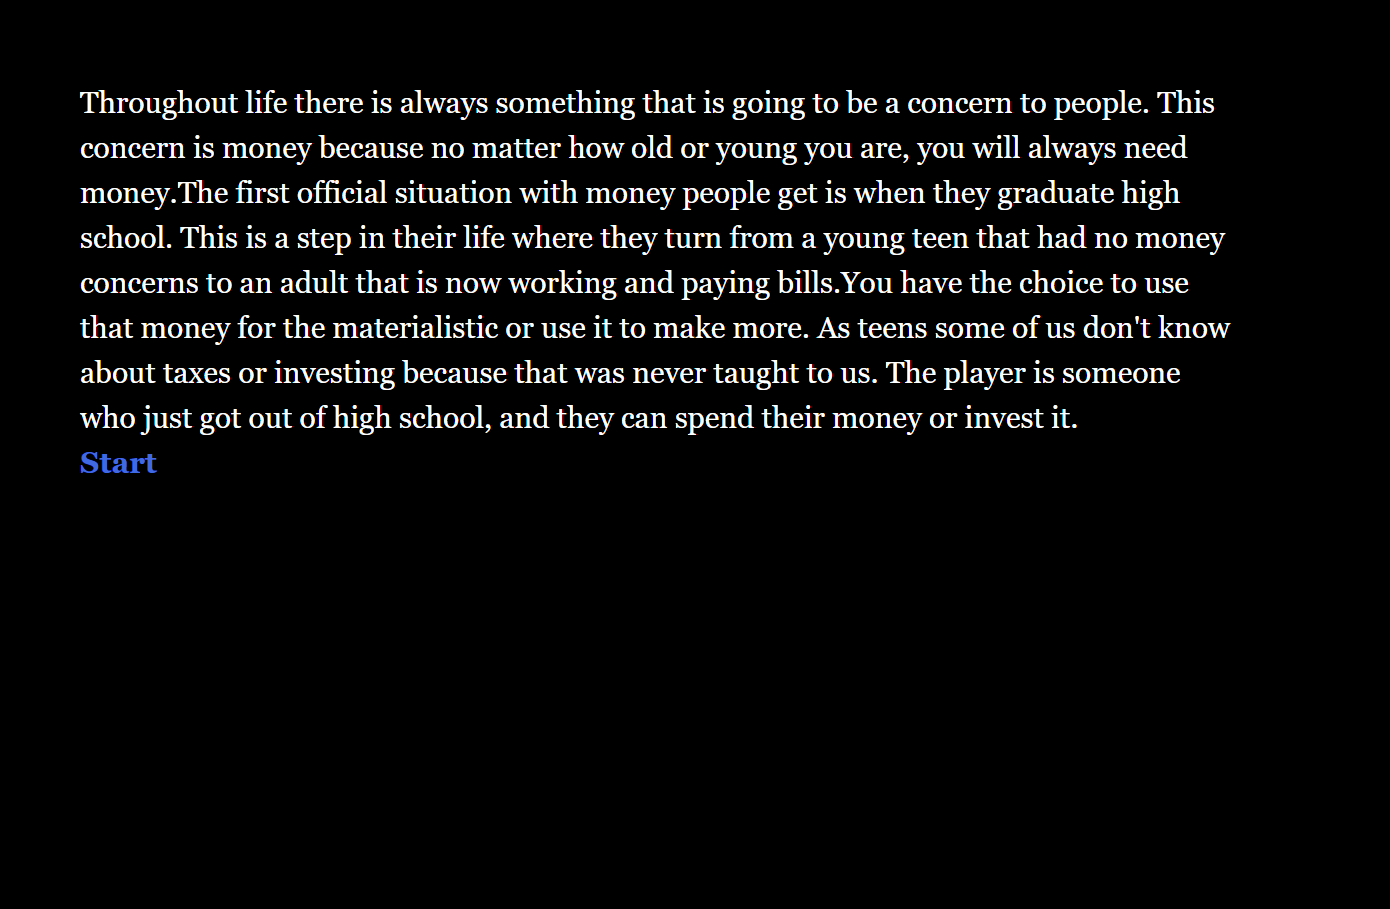 Throughout life there is always something that is going to be a concern to people. This
concern is money because no matter how old or young you are, you will always need
money.The first official situation with money people get is when they graduate high
school. This is a step in their life where they turn from a young teen that had no money
concerns to an adult that is now working and paying bills.You have the choice to use
that money for the materialistic or use it to make more. As teens some of us don't know
about taxes or investing because that was never taught to us. The player is someone
who just got out of high school, and they can spend their money or invest it.
Start